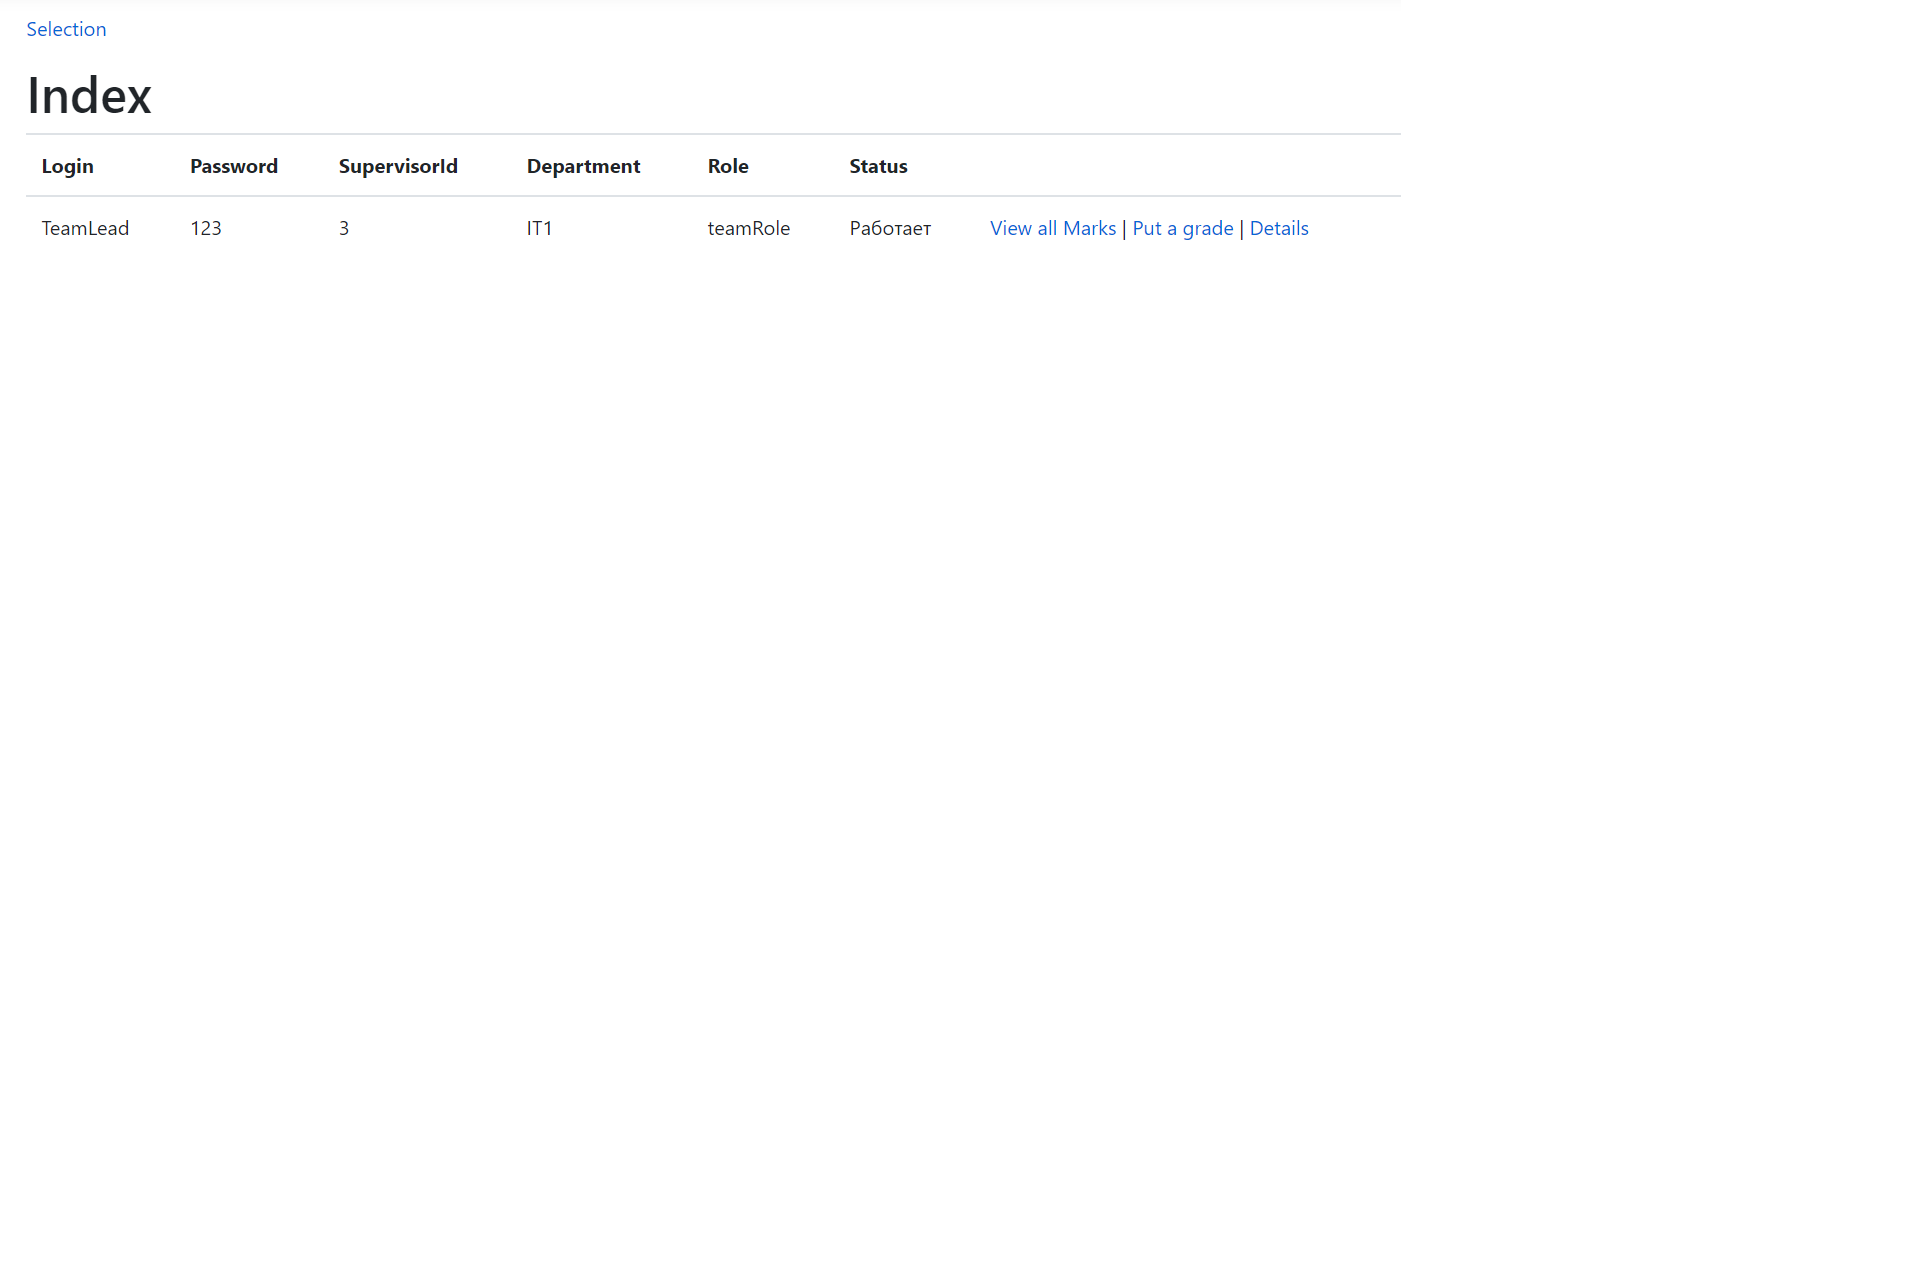 Selection
Index
Login Password SupervisorId Department Role Status
TeamLead 123 3 IT1 teamRole Работает View all Marks | Put a grade | Details